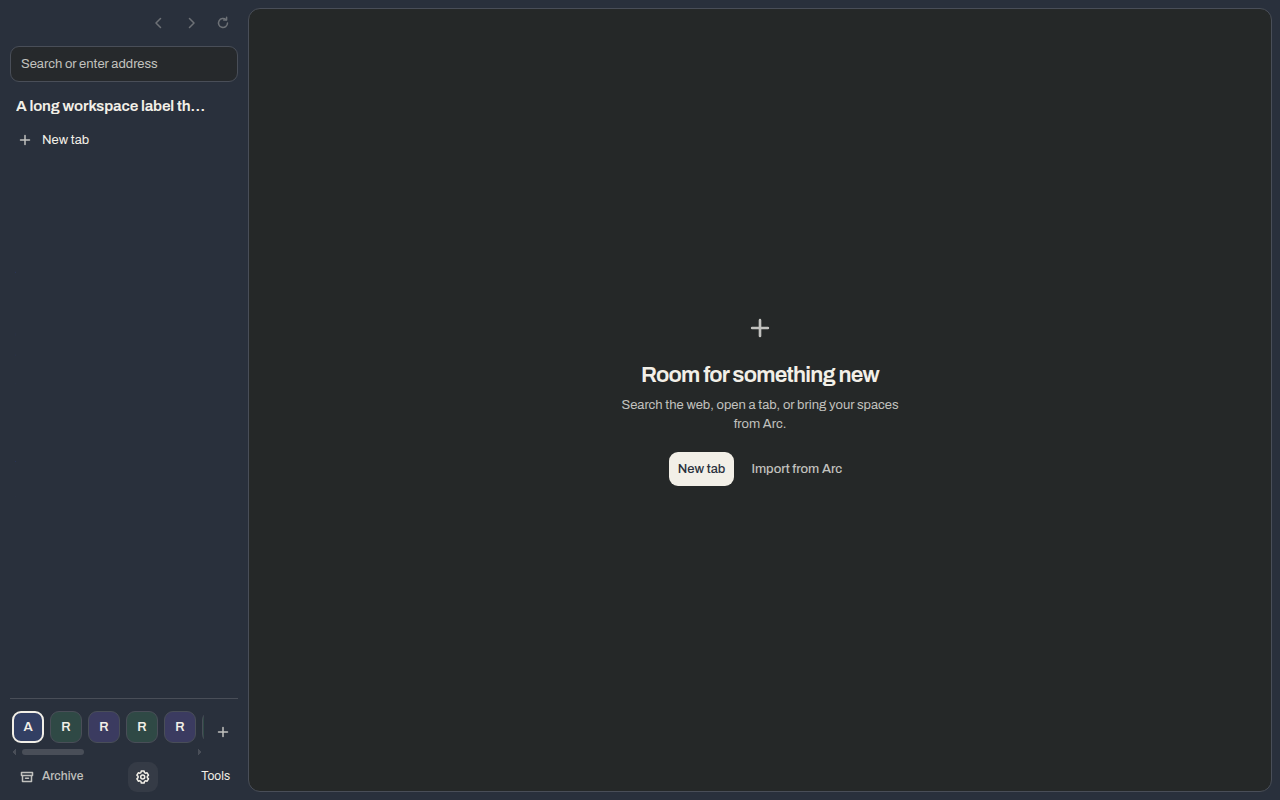 Search or enter address
A long workspace label th...
New tab
Room for something new
Search the web, open a tab, or bring your spaces
from Arc.
New tab
Import from Arc
A
R
R
R
R
Archive
Tools